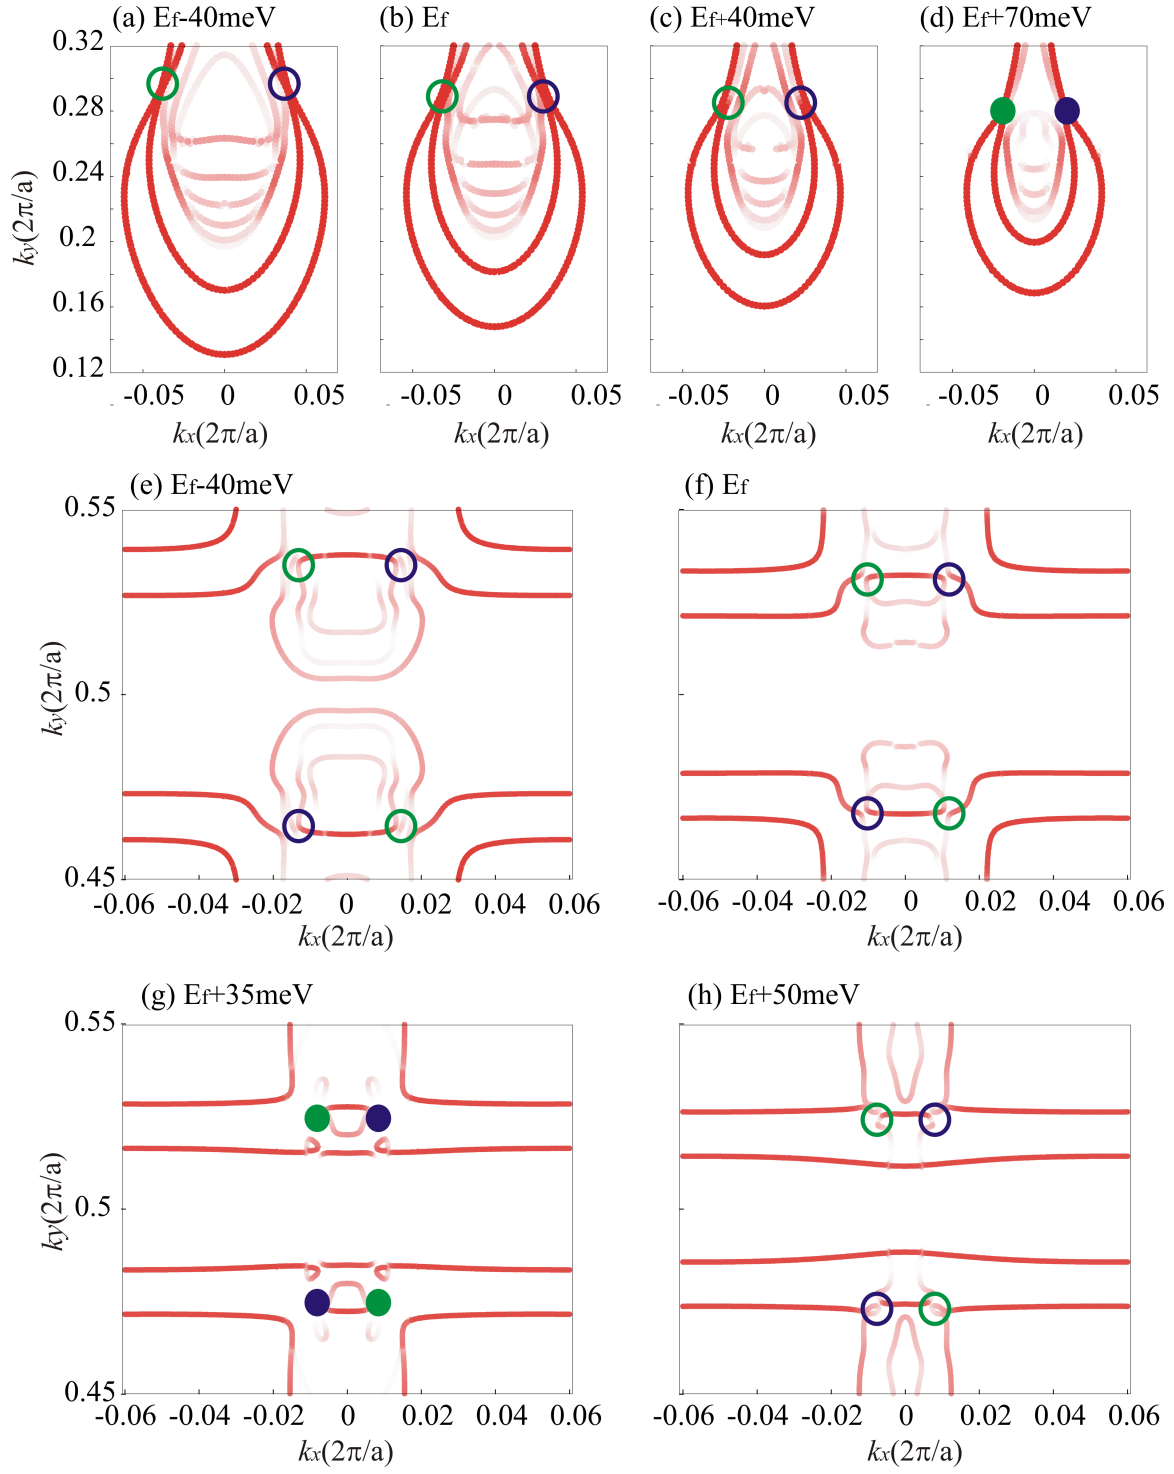 (a) Ef-40meV
(b) Ef
(c) Ef+40meV
(d) Ef+70meV
0.32
0.28
0.24
0.2
0.16
0.12
ky(2π/a)
-0.05 0 0.05
-0.05 0 0.05
-0.05 0 0.05
-0.05 0 0.05
kx(2π/a)
kx(2π/a)
kx(2π/a)
kx(2π/a)
(e) Ef-40meV
(f) Ef
0.55
0.5
0.45
ky(2π/a)
-0.06 -0.04 -0.02 0 0.02 0.04 0.06
-0.06 -0.04 -0.02 0 0.02 0.04 0.06
kx(2π/a)
kx(2π/a)
(g) Ef+35meV
(h) Ef+50meV
0.55
0.5
0.45
ky(2π/a)
-0.06 -0.04 -0.02 0 0.02 0.04 0.06
-0.06 -0.04 -0.02 0 0.02 0.04 0.06
kx(2π/a)
kx(2π/a)